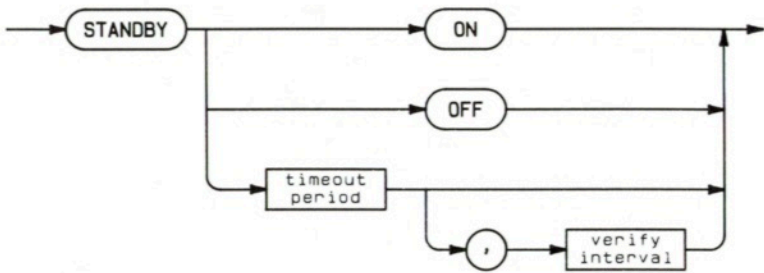 STANDBY
ON
OFF
timeout
period
,
verify
interval